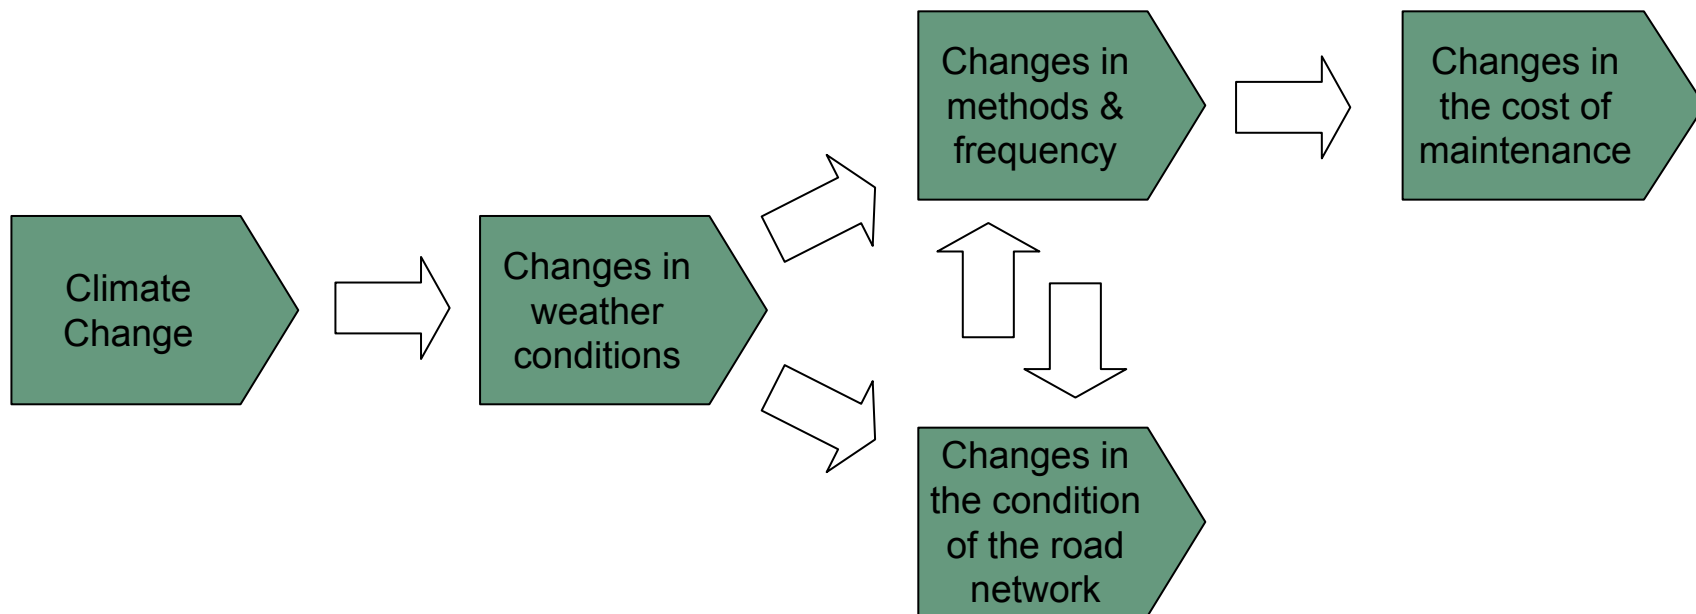 Climate
Change
Changes in
weather
conditions
Changes in
methods &
frequency
Changes in
the cost of
maintenance
Changes in
the condition
of the road
network